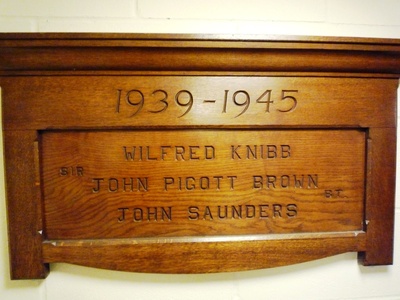 1939-1945
WILFRED KNIBB
SIR JOHN PIGOTT BROWN BT.
JOHN SAUNDERS